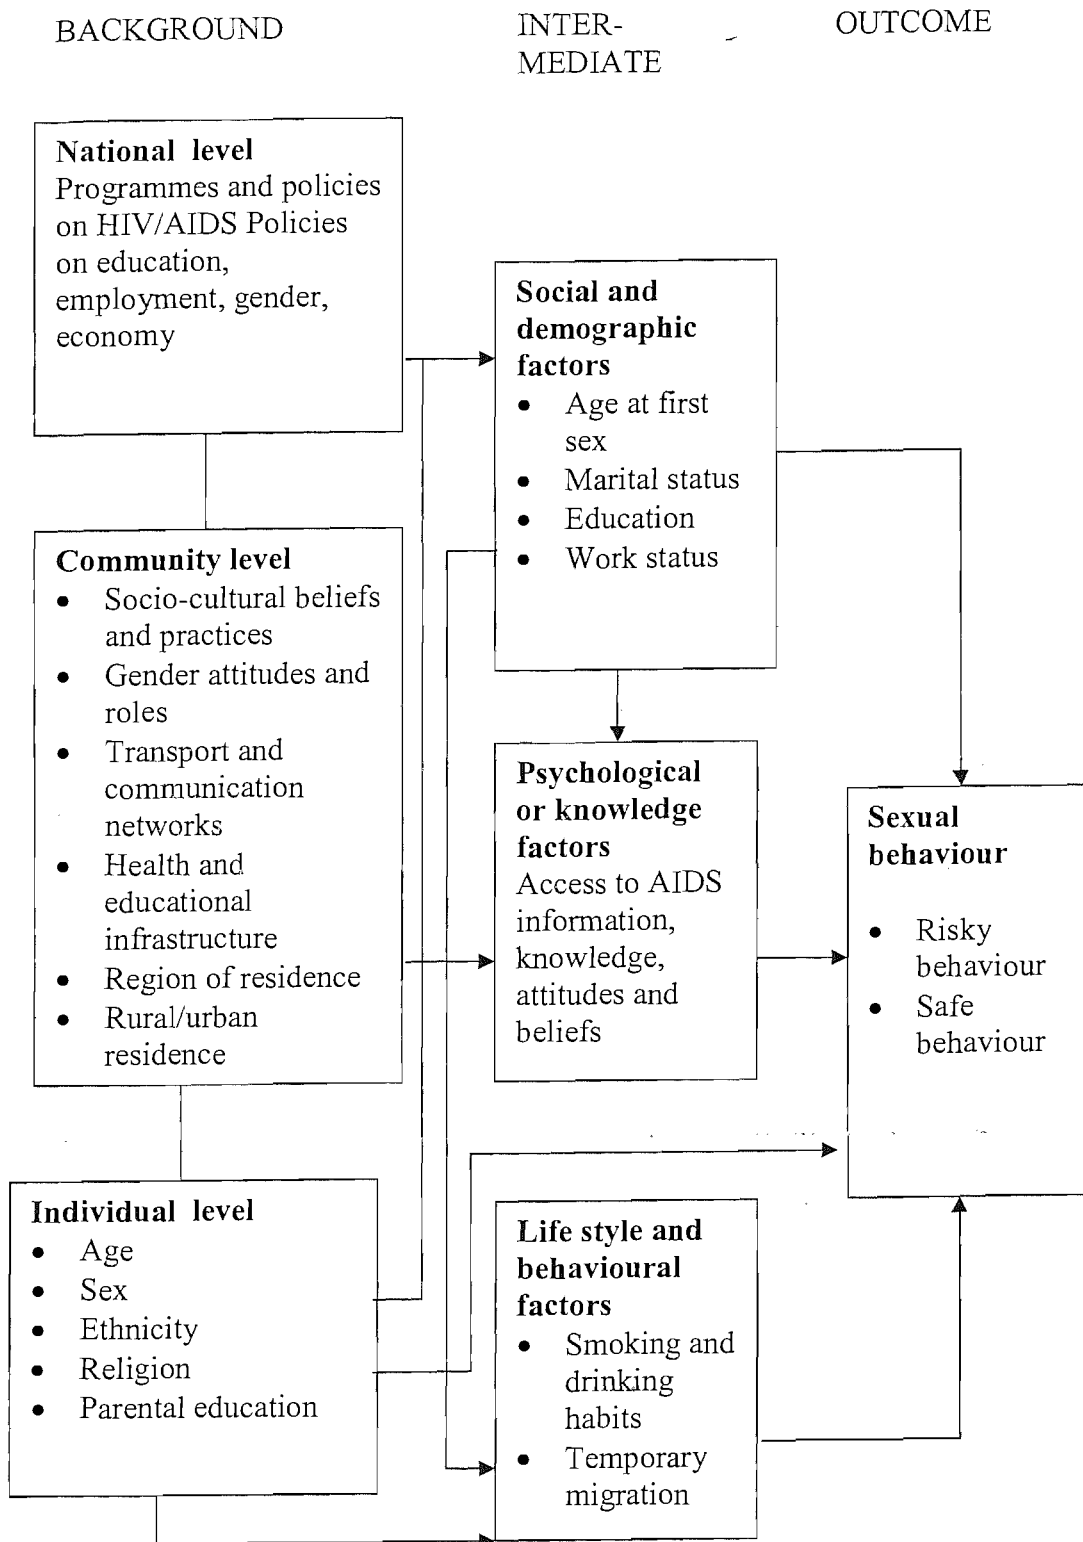 BACKGROUND
INTER-
MEDIATE
OUTCOME
National level
Programmes and policies
on HIV/AIDS Policies
on education,
employment, gender,
economy
Community level
• Socio-cultural beliefs
and practices
• Gender attitudes and
roles
• Transport and
communication
networks
• Health and
educational
infrastructure
• Region of residence
• Rural/urban
residence
Individual level
• Age
• Sex
• Ethnicity
• Religion
• Parental education
Social and
demographic
factors
• Age at first
sex
• Marital status
• Education
• Work status
Psychological
or knowledge
factors
Access to AIDS
information,
knowledge,
attitudes and
beliefs
Life style and
behavioural
factors
• Smoking and
drinking
habits
• Temporary
migration
Sexual
behaviour
• Risky
behaviour
• Safe
behaviour